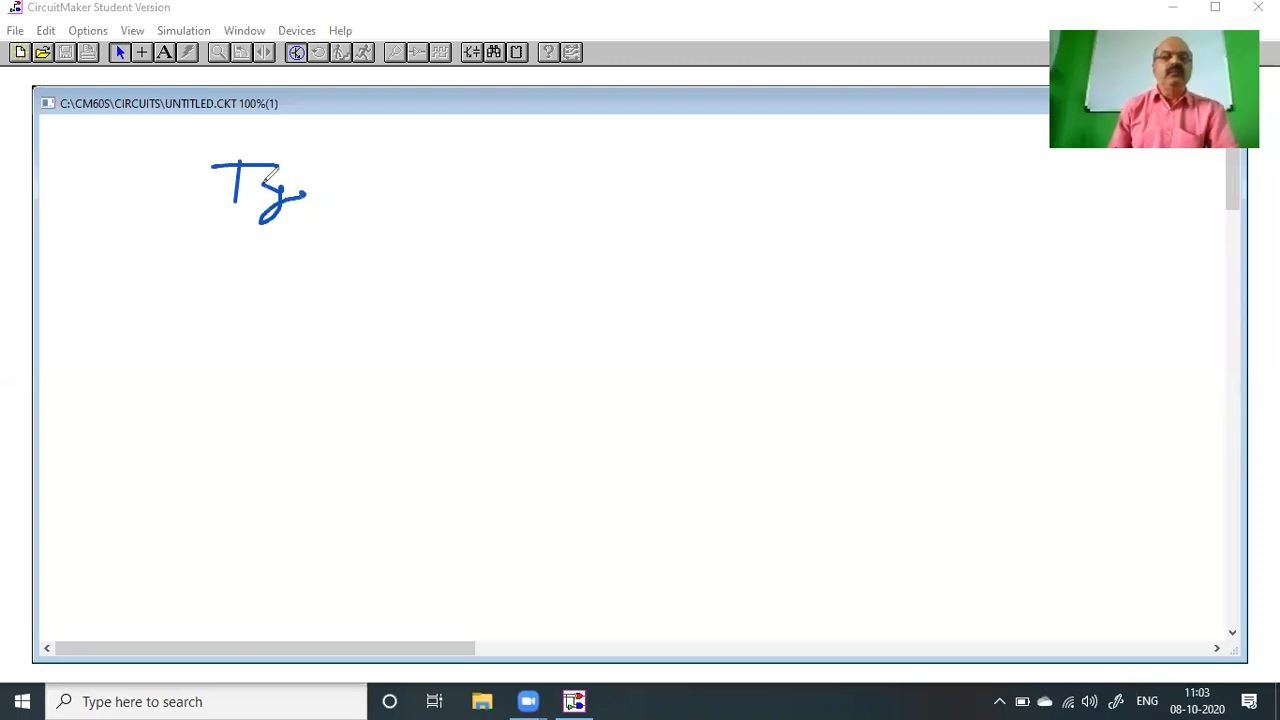 CircuitMaker Student Version
File Edit Options View Simulation Window Devices Help
C:\CM60S\CIRCUITS\UNTITLED.CKT 100%(1)
Ty
Type here to search
ENG
11:03
08-10-2020